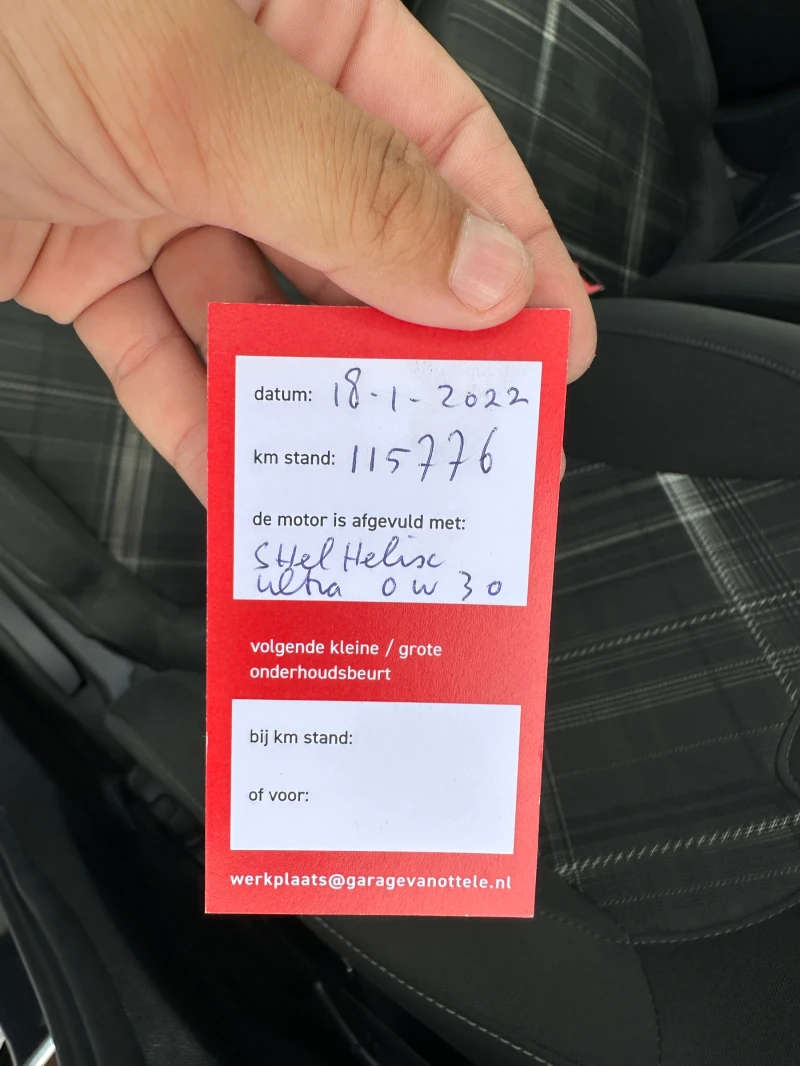 datum: 18-1-2022
km stand: 115776
de motor is afgevuld met:
SHel Helix
ultra 0W30
volgende kleine / grote
onderhoudsbeurt
bij km stand:
of voor:
werkplaats@garagevanottele.nl